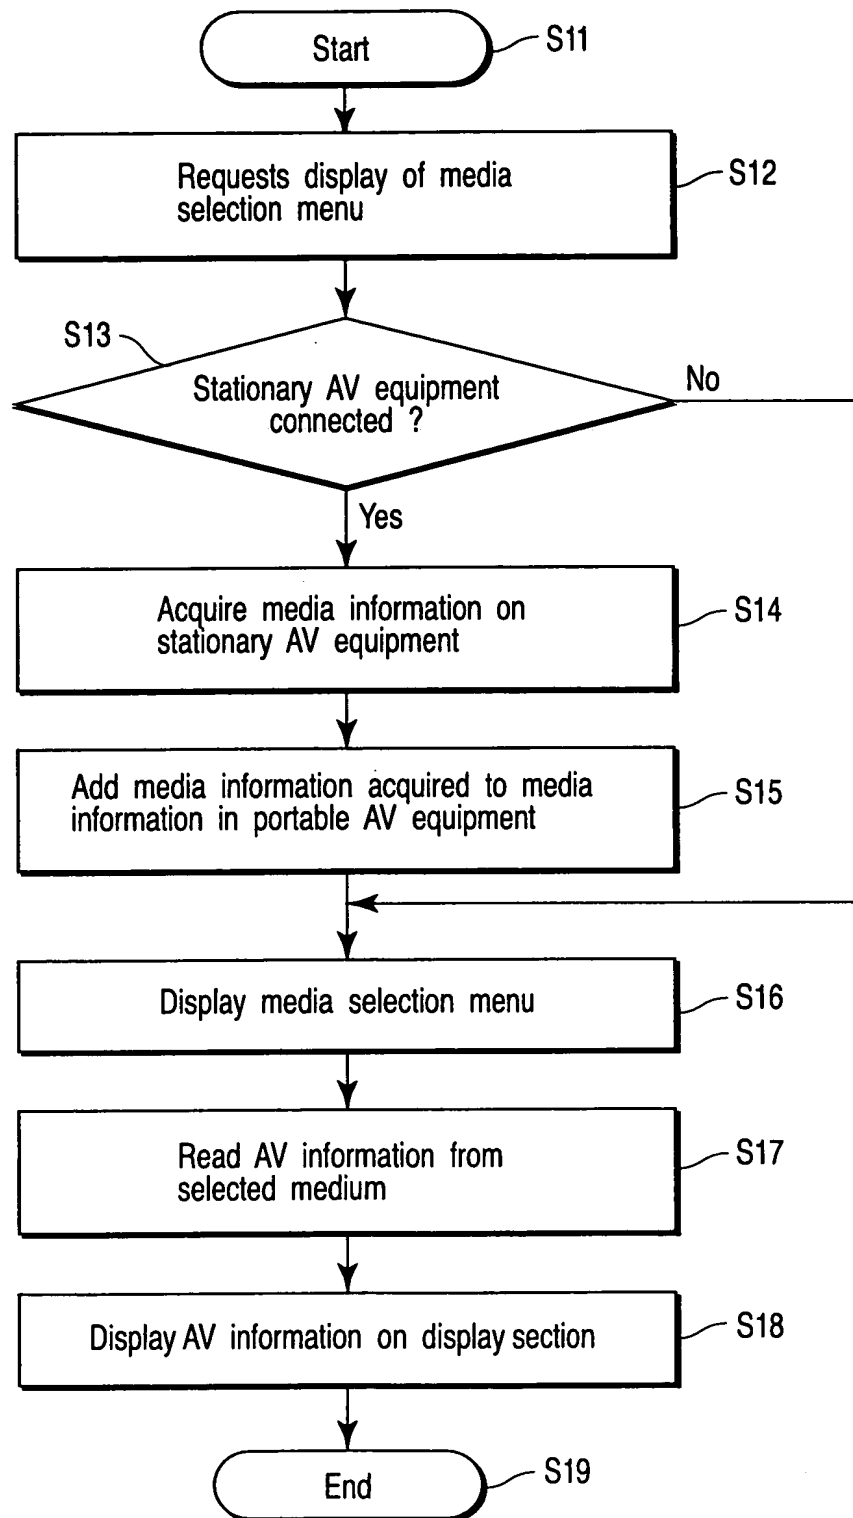 Start
S11
Requests display of media
selection menu
S12
S13
Stationary AV equipment
connected ?
No
Yes
Acquire media information on
stationary AV equipment
S14
Add media information acquired to media
information in portable AV equipment
S15
Display media selection menu
S16
Read AV information from
selected medium
S17
Display AV information on display section
S18
End
S19